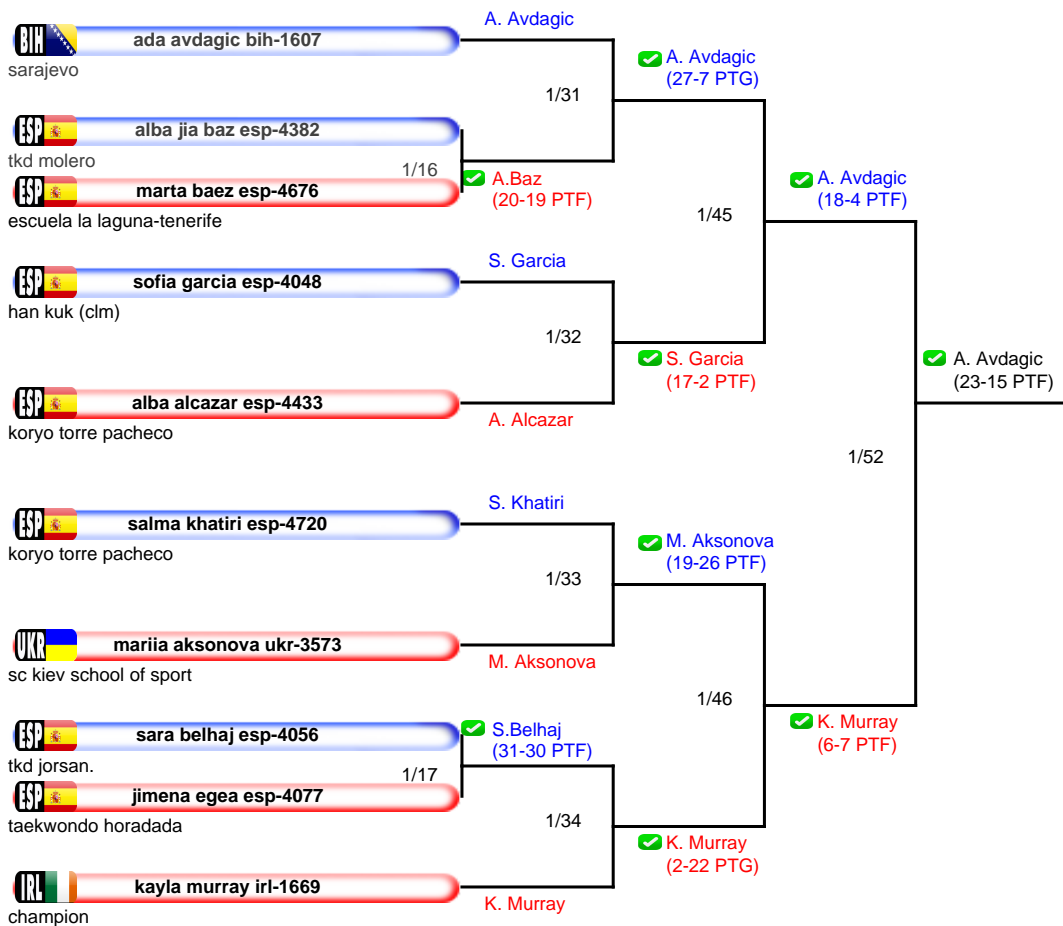 A. Avdagic
BIH ada avdagic bih-1607
sarajevo
A. Avdagic
(27-7 PTG)
1/31
ESP alba jia baz esp-4382
tkd molero
1/16
ESP marta baez esp-4676
escuela la laguna-tenerife
A.Baz
(20-19 PTF)
A. Avdagic
(18-4 PTF)
1/45
S. Garcia
ESP sofia garcia esp-4048
han kuk (clm)
1/32
S. Garcia
(17-2 PTF)
A. Avdagic
(23-15 PTF)
ESP alba alcazar esp-4433
koryo torre pacheco
A. Alcazar
1/52
S. Khatiri
ESP salma khatiri esp-4720
koryo torre pacheco
M. Aksonova
(19-26 PTF)
1/33
UKR mariia aksonova ukr-3573
sc kiev school of sport
M. Aksonova
1/46
ESP sara belhaj esp-4056
tkd jorsan.
S.Belhaj
(31-30 PTF)
K. Murray
(6-7 PTF)
1/17
ESP jimena egea esp-4077
taekwondo horadada
1/34
K. Murray
(2-22 PTG)
IRL kayla murray irl-1669
champion
K. Murray